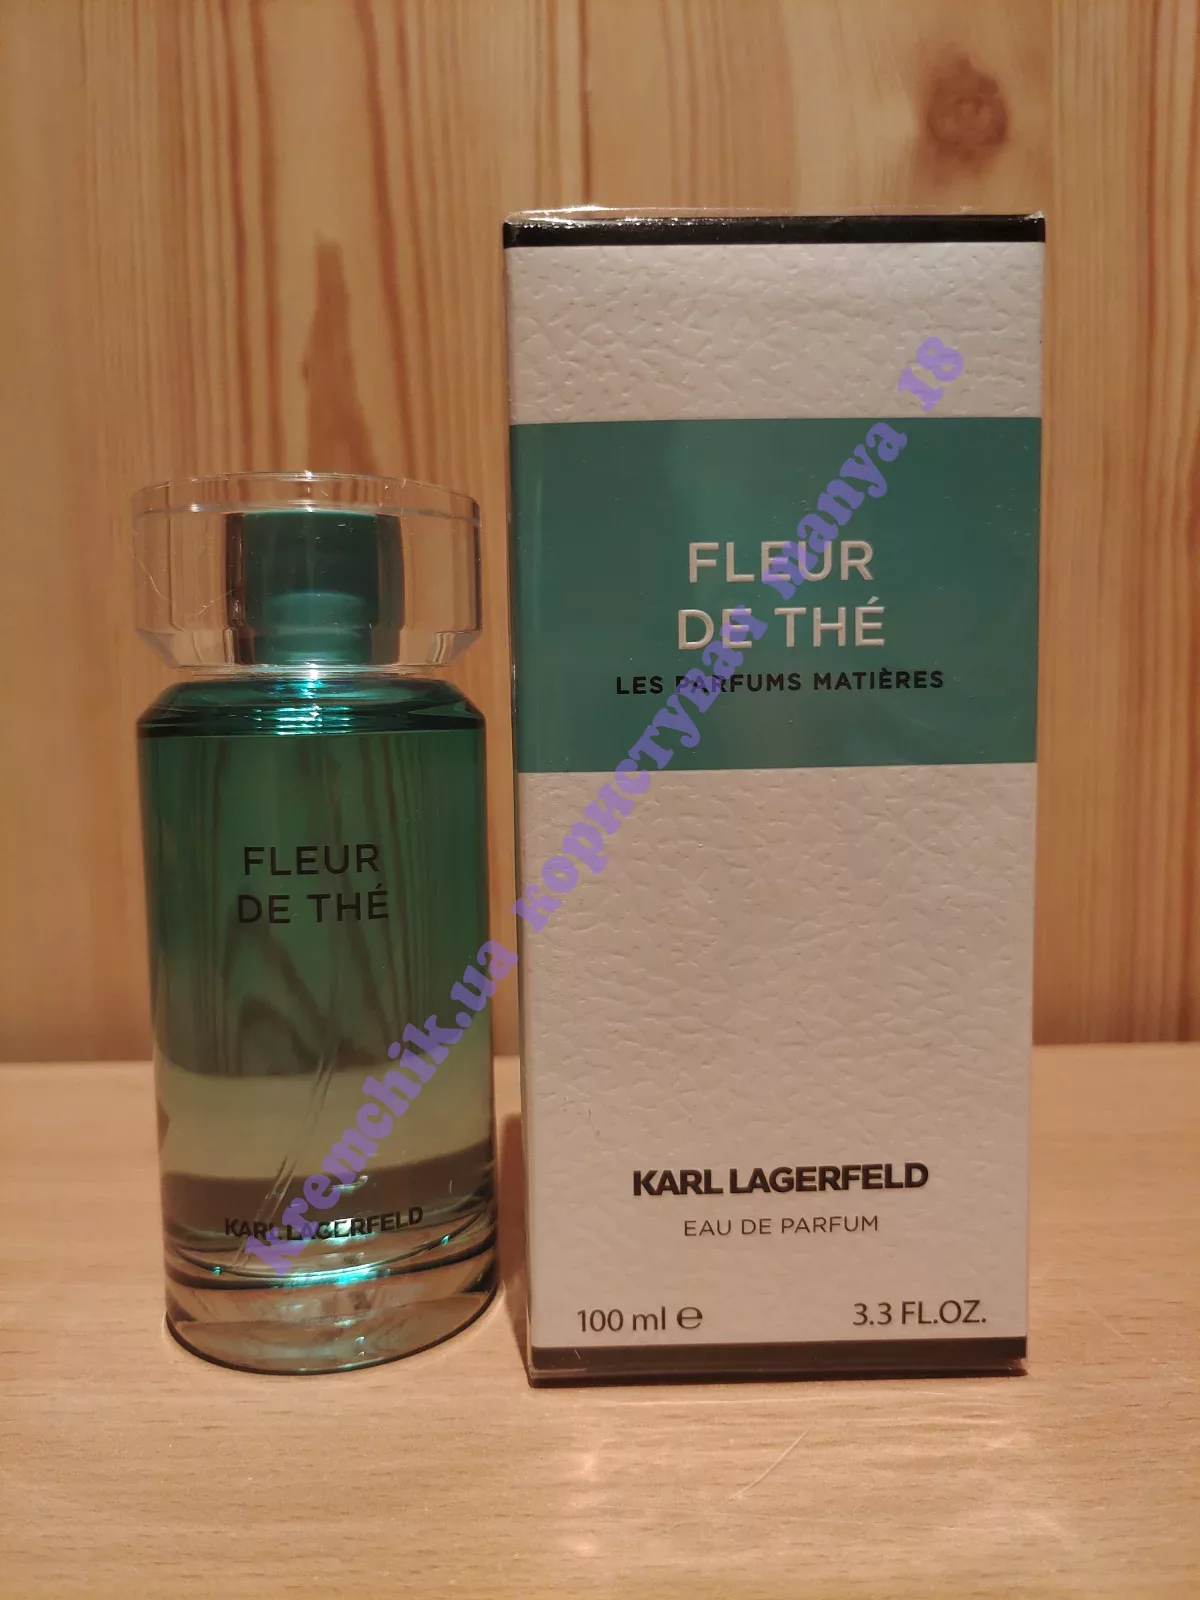 FLEUR
DE THÉ
KARL LAGERFELD
FLEUR
DE THÉ
LES PARFUMS MATIÈRES
KARL LAGERFELD
EAU DE PARFUM
100 ml ℮
3.3 FL.OZ.
kremchik.ua користувач manya 18